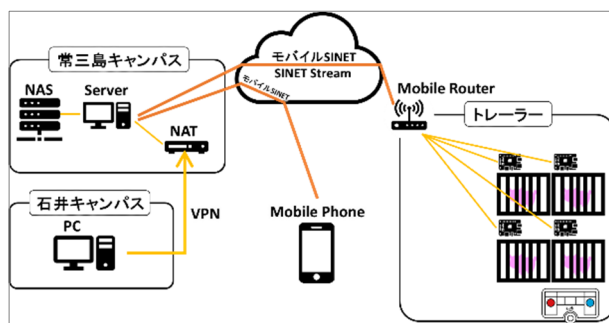 常三島キャンパス
NAS
Server
NAT
石井キャンパス
PC
VPN
モバイルSINET
SINET Stream
モバイルSINET
Mobile Phone
Mobile Router
トレーラー